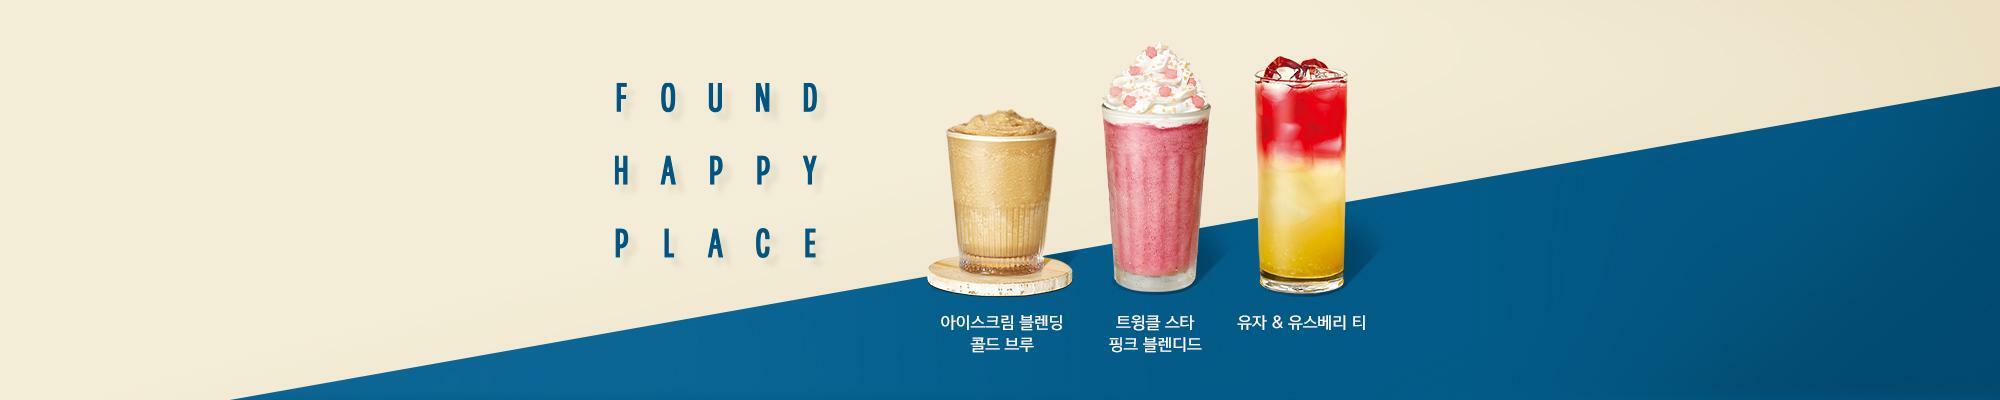 FOUND
HAPPY
PLACE
아이스크림 블렌딩
콜드 브루
트윙클 스타
핑크 블렌디드
유자 & 유스베리 티